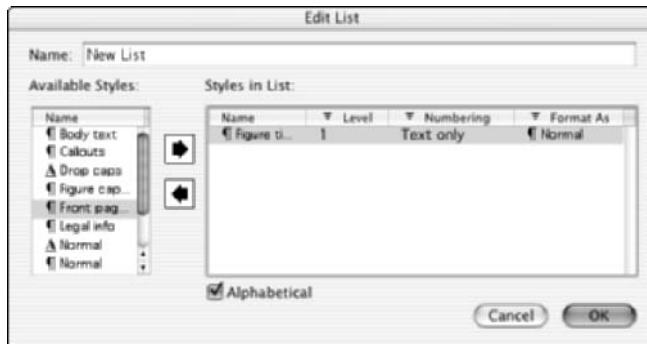 Edit List
Name: New List
Available Styles:
Styles in List:
Name
¶ Body text
¶ Callouts
A Drop caps
¶ Figure cap...
¶ Front pag...
¶ Legal info
A Normal
¶ Normal
Name Level Numbering Format As
¶ Figure ti... 1 Text only ¶ Normal
Alphabetical
Cancel OK